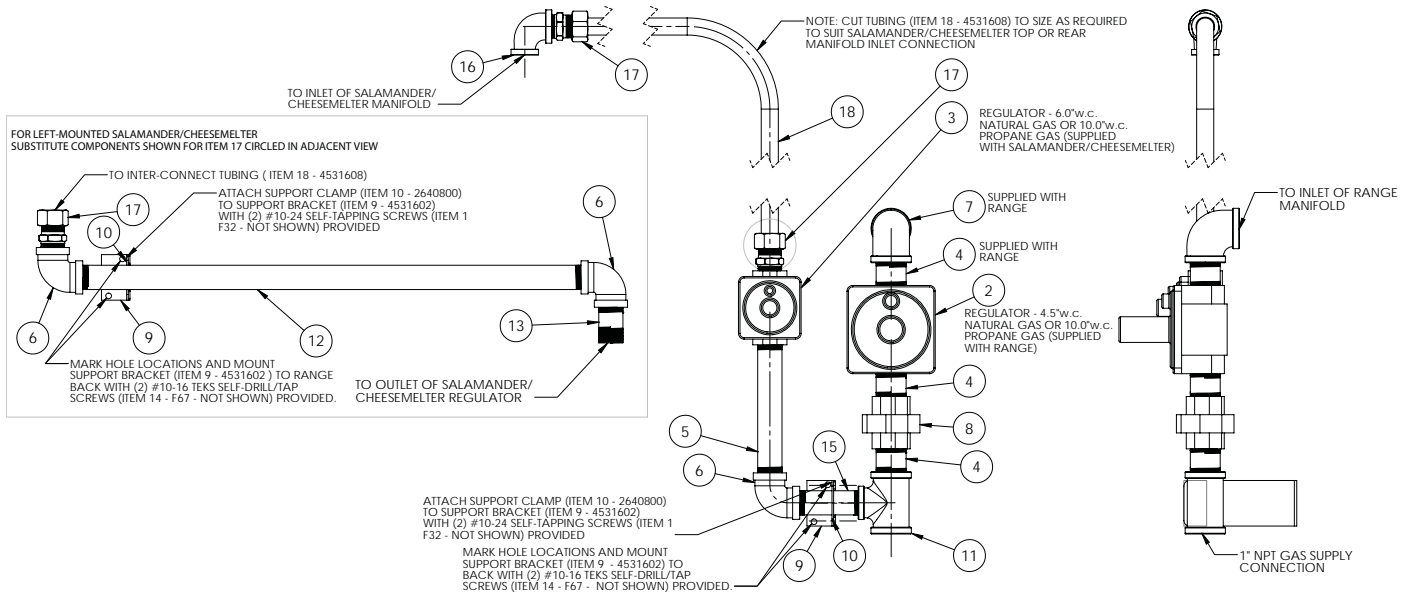 NOTE: CUT TUBING (ITEM 18 - 4531608) TO SIZE AS REQUIRED
TO SUIT SALAMANDER/CHEESEMELTER TOP OR REAR
MANIFOLD INLET CONNECTION
16
17
TO INLET OF SALAMANDER/
CHEESEMELTER MANIFOLD
17
18
3
REGULATOR - 6.0"w.c.
NATURAL GAS OR 10.0"w.c.
PROPANE GAS (SUPPLIED
WITH SALAMANDER/CHEESEMELTER)
FOR LEFT-MOUNTED SALAMANDER/CHEESEMELTER
SUBSTITUTE COMPONENTS SHOWN FOR ITEM 17 CIRCLED IN ADJACENT VIEW
TO INTER-CONNECT TUBING ( ITEM 18 - 4531608)
ATTACH SUPPORT CLAMP (ITEM 10 - 2640800)
TO SUPPORT BRACKET (ITEM 9 - 4531602)
WITH (2) #10-24 SELF-TAPPING SCREWS (ITEM 1
F32 - NOT SHOWN) PROVIDED
17
10
6
6
9
12
13
MARK HOLE LOCATIONS AND MOUNT
SUPPORT BRACKET (ITEM 9 - 4531602 ) TO RANGE
BACK WITH (2) #10-16 TEKS SELF-DRILL/TAP
SCREWS (ITEM 14 - F67 - NOT SHOWN) PROVIDED.
TO OUTLET OF SALAMANDER/
CHEESEMELTER REGULATOR
17
7
SUPPLIED WITH
RANGE
4
SUPPLIED WITH
RANGE
2
REGULATOR - 4.5"w.c.
NATURAL GAS OR 10.0"w.c.
PROPANE GAS (SUPPLIED
WITH RANGE)
TO INLET OF RANGE
MANIFOLD
4
8
5
15
4
6
ATTACH SUPPORT CLAMP (ITEM 10 - 2640800)
TO SUPPORT BRACKET (ITEM 9 - 4531602)
WITH (2) #10-24 SELF-TAPPING SCREWS (ITEM 1
F32 - NOT SHOWN) PROVIDED
MARK HOLE LOCATIONS AND MOUNT
SUPPORT BRACKET (ITEM 9 - 4531602) TO
BACK WITH (2) #10-16 TEKS SELF-DRILL/TAP
SCREWS (ITEM 14 - F67 - NOT SHOWN) PROVIDED.
9
10
11
1" NPT GAS SUPPLY
CONNECTION